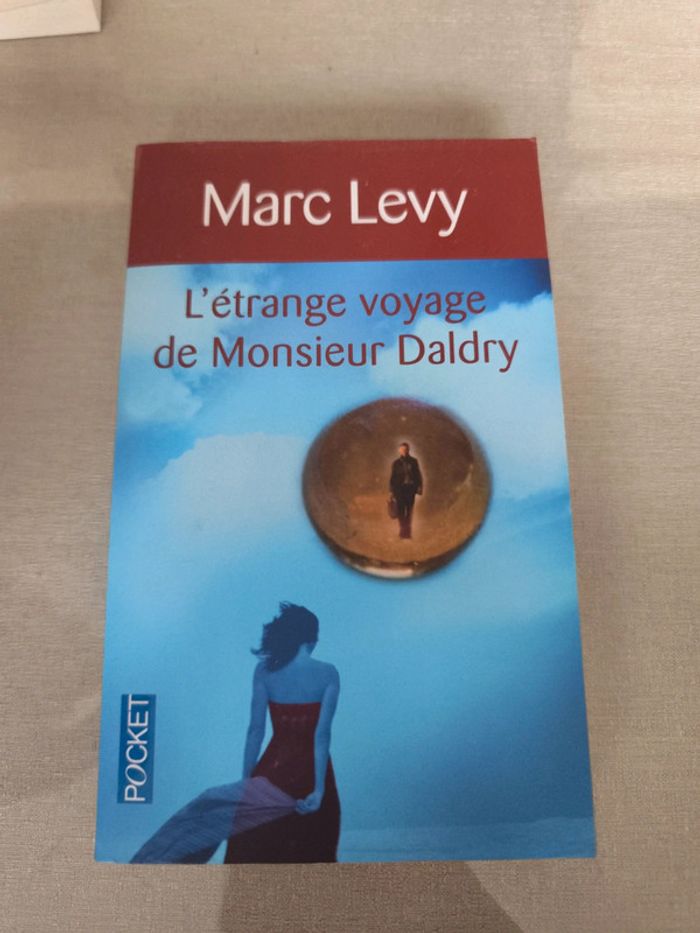 Marc Levy
L'étrange voyage
de Monsieur Daldry
POCKET